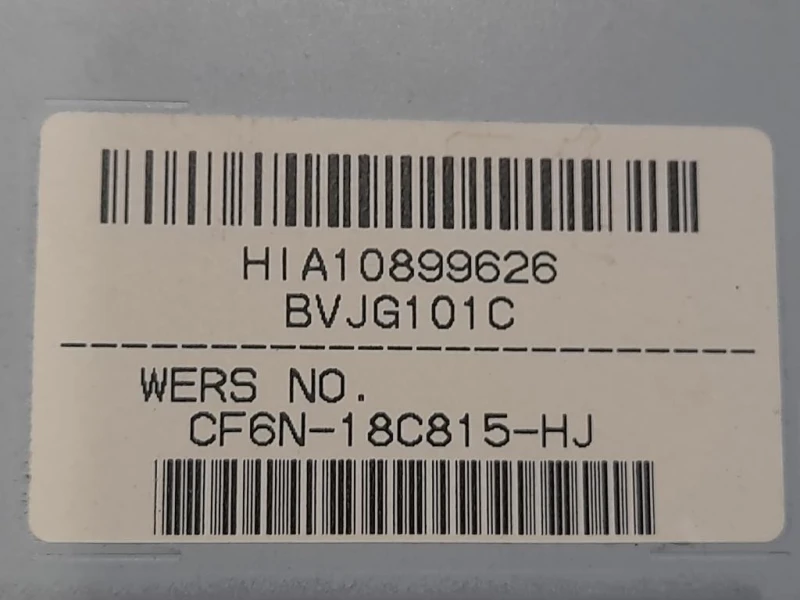 HIA10899626
BVJG101C
WERS NO.
CF6N-18C815-HJ